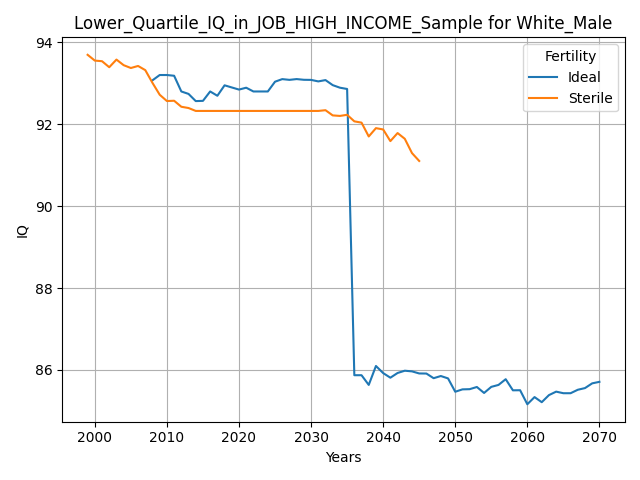 Lower_Quartile_IQ_in_JOB_HIGH_INCOME_Sample for White_Male
Fertility
Ideal
Sterile
94
92
90
88
86
IQ
2000 2010 2020 2030 2040 2050 2060 2070
Years